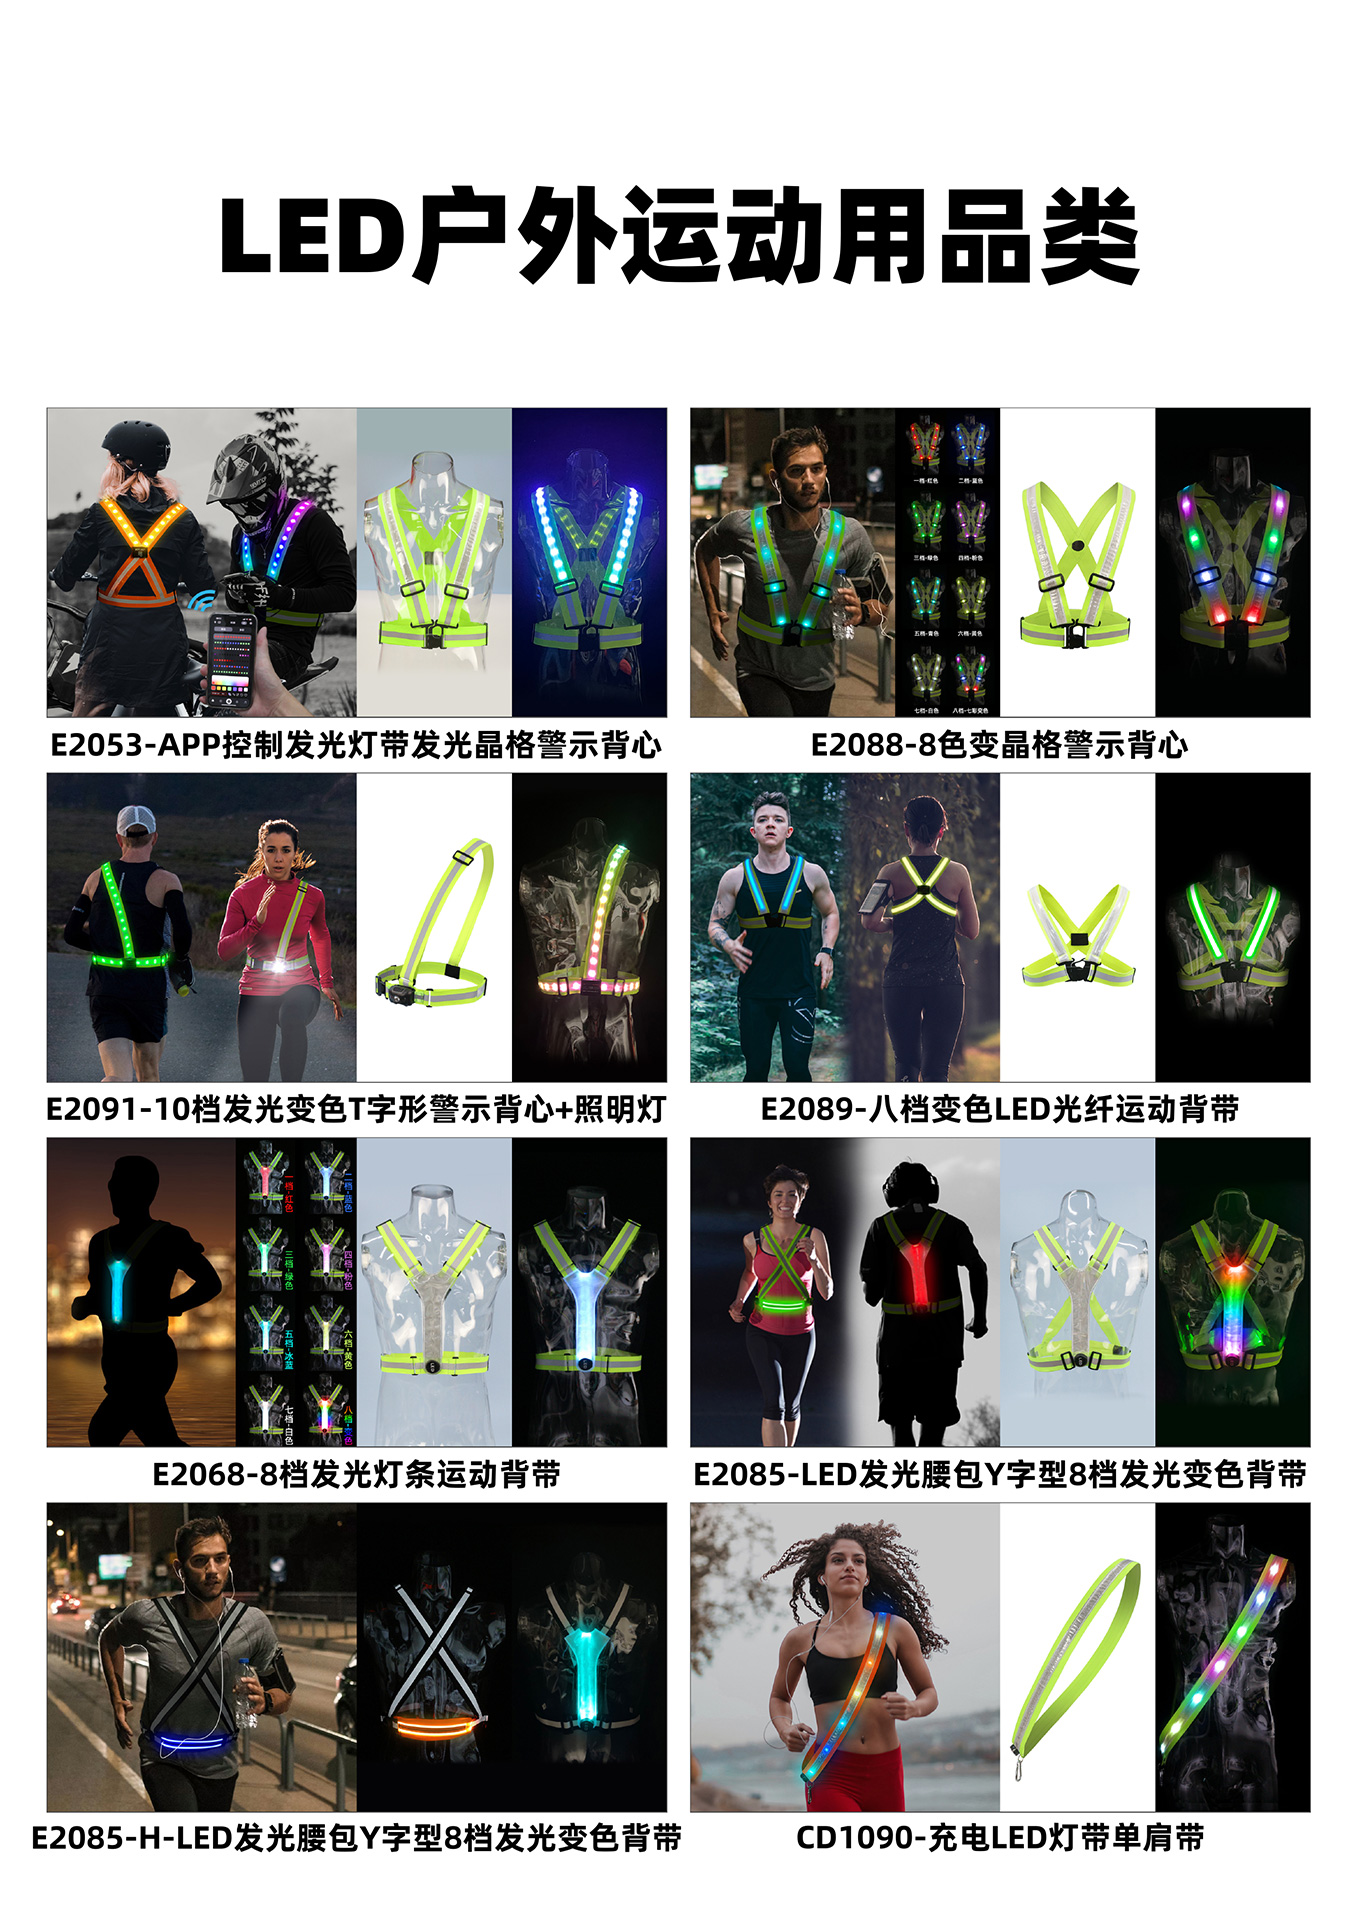 LED户外运动用品类
一档-红色
二档-蓝色
三档-绿色
四档-粉色
五档-青色
六档-黄色
七档-白色
八档-七彩变色
E2053-APP控制发光灯带发光晶格警示背心
E2088-8色变晶格警示背心
E2091-10档发光变色T字形警示背心+照明灯
E2089-八档变色LED光纤运动背带
一档-红色
二档-蓝色
三档-绿色
四档-粉色
五档-冰蓝
六档-黄色
七档-白色
八档-变色
E2068-8档发光灯条运动背带
E2085-LED发光腰包Y字型8档发光变色背带
E2085-H-LED发光腰包Y字型8档发光变色背带
CD1090-充电LED灯带单肩带